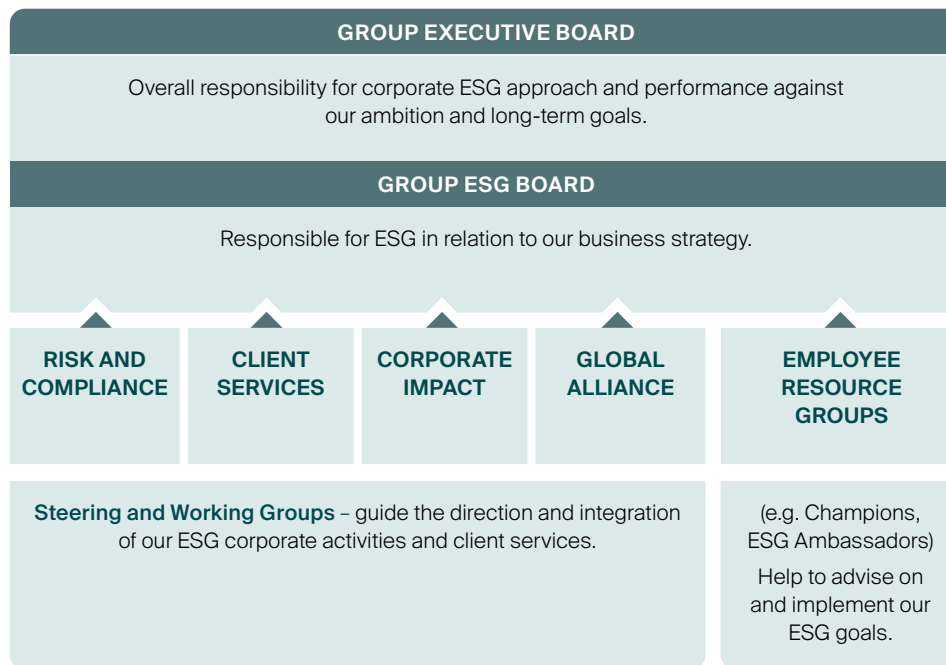 GROUP EXECUTIVE BOARD
Overall responsibility for corporate ESG approach and performance against
our ambition and long-term goals.
GROUP ESG BOARD
Responsible for ESG in relation to our business strategy.
RISK AND
COMPLIANCE
CLIENT
SERVICES
CORPORATE
IMPACT
GLOBAL
ALLIANCE
EMPLOYEE
RESOURCE
GROUPS
Steering and Working Groups – guide the direction and integration
of our ESG corporate activities and client services.
(e.g. Champions,
ESG Ambassadors)
Help to advise on
and implement our
ESG goals.